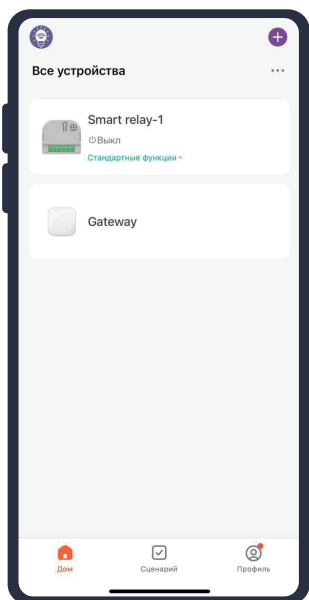 Все устройства
Smart relay-1
Выкл
Стандартные функции
Gateway
Дом
Сценарий
Профиль